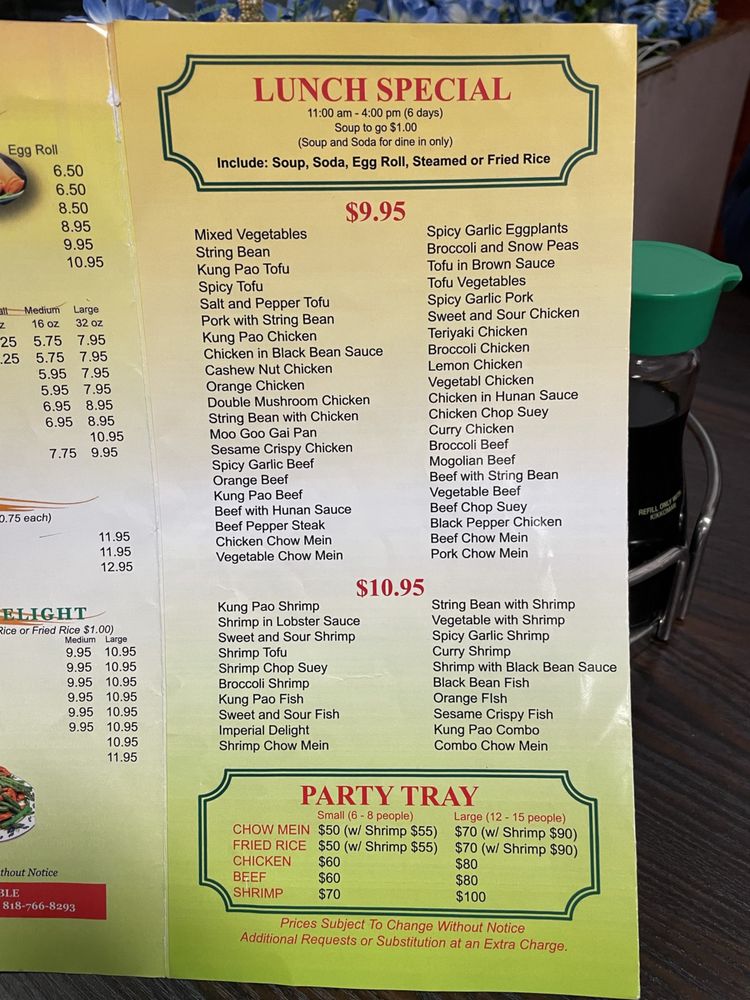 Egg Roll
6.50
6.50
8.50
8.95
9.95
10.95
Medium Large
16 oz 32 oz
25 5.75 7.95
.25 5.75 7.95
5.95 7.95
5.95 7.95
6.95 8.95
6.95 8.95
10.95
7.75 9.95
0.75 each)
11.95
11.95
12.95
ELIGHT
Rice or Fried Rice $1.00)
Medium Large
9.95 10.95
9.95 10.95
9.95 10.95
9.95 10.95
9.95 10.95
9.95 10.95
10.95
11.95
thout Notice
BLE
818-766-8293
LUNCH SPECIAL
11:00 am - 4:00 pm (6 days)
Soup to go $1.00
(Soup and Soda for dine in only)
Include: Soup, Soda, Egg Roll, Steamed or Fried Rice
$9.95
Mixed Vegetables
String Bean
Kung Pao Tofu
Spicy Tofu
Salt and Pepper Tofu
Pork with String Bean
Kung Pao Chicken
Chicken in Black Bean Sauce
Cashew Nut Chicken
Orange Chicken
Double Mushroom Chicken
String Bean with Chicken
Moo Goo Gai Pan
Sesame Crispy Chicken
Spicy Garlic Beef
Orange Beef
Kung Pao Beef
Beef with Hunan Sauce
Beef Pepper Steak
Chicken Chow Mein
Vegetable Chow Mein
Spicy Garlic Eggplants
Broccoli and Snow Peas
Tofu in Brown Sauce
Tofu Vegetables
Spicy Garlic Pork
Sweet and Sour Chicken
Teriyaki Chicken
Broccoli Chicken
Lemon Chicken
Vegetabl Chicken
Chicken in Hunan Sauce
Chicken Chop Suey
Curry Chicken
Broccoli Beef
Mogolian Beef
Beef with String Bean
Vegetable Beef
Beef Chop Suey
Black Pepper Chicken
Beef Chow Mein
Pork Chow Mein
$10.95
Kung Pao Shrimp
Shrimp in Lobster Sauce
Sweet and Sour Shrimp
Shrimp Tofu
Shrimp Chop Suey
Broccoli Shrimp
Kung Pao Fish
Sweet and Sour Fish
Imperial Delight
Shrimp Chow Mein
String Bean with Shrimp
Vegetable with Shrimp
Spicy Garlic Shrimp
Curry Shrimp
Shrimp with Black Bean Sauce
Black Bean Fish
Orange FIsh
Sesame Crispy Fish
Kung Pao Combo
Combo Chow Mein
PARTY TRAY
Small (6 - 8 people) Large (12 - 15 people)
CHOW MEIN $50 (w/ Shrimp $55) $70 (w/ Shrimp $90)
FRIED RICE $50 (w/ Shrimp $55) $70 (w/ Shrimp $90)
CHICKEN $60 $80
BEEF $60 $80
SHRIMP $70 $100
Prices Subject To Change Without Notice
Additional Requests or Substitution at an Extra Charge.
REFILL ONLY
KIKKOMAN